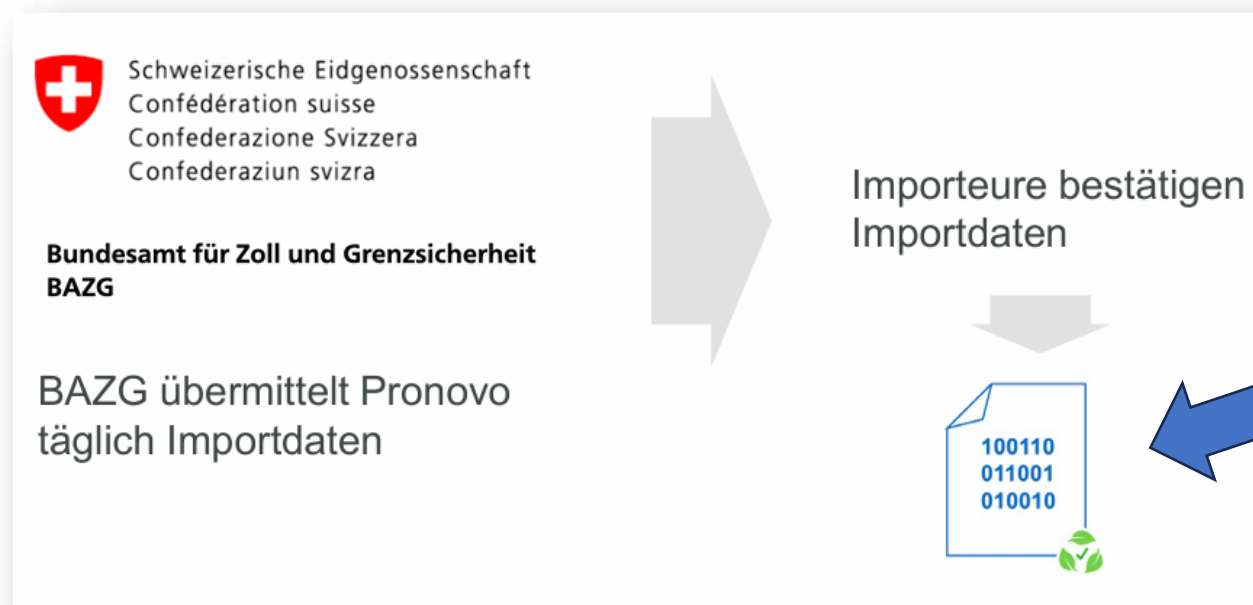 Schweizerische Eidgenossenschaft
Confédération suisse
Confederazione Svizzera
Confederaziun svizra
Bundesamt für Zoll und Grenzsicherheit
BAZG
BAZG übermittelt Pronovo
täglich Importdaten
Importeure bestätigen
Importdaten
100110
011001
010010